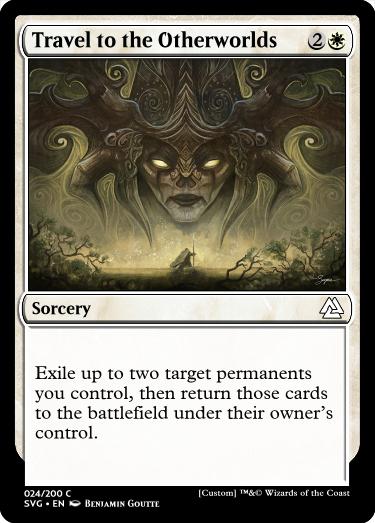 Travel to the Otherworlds 2
Sorcery
Exile up to two target permanents
you control, then return those cards
to the battlefield under their owner's
control.
024/200 C [Custom] ™&© Wizards of the Coast
SVG • EN Benjamin Goutte